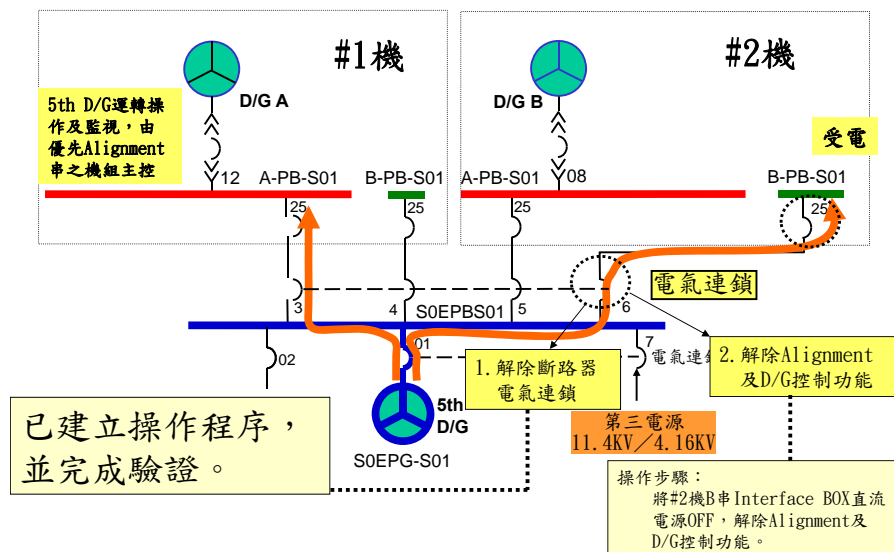 #1機
#2機
D/G A
D/G B
5th D/G運轉操
作及監視，由
優先Alignment
串之機組主控
受電
12
A-PB-S01
B-PB-S01
A-PB-S01
08
B-PB-S01
25
25
25
25
電氣連鎖
3
4
S0EPBS01
5
6
02
01
7
電氣連鎖
1.解除斷路器
電氣連鎖
2.解除Alignment
及D/G控制功能
5th
D/G
第三電源
11.4KV／4.16KV
S0EPG-S01
已建立操作程序，
並完成驗證。
操作步驟：
將#2機B串Interface BOX直流
電源OFF，解除Alignment及
D/G控制功能。